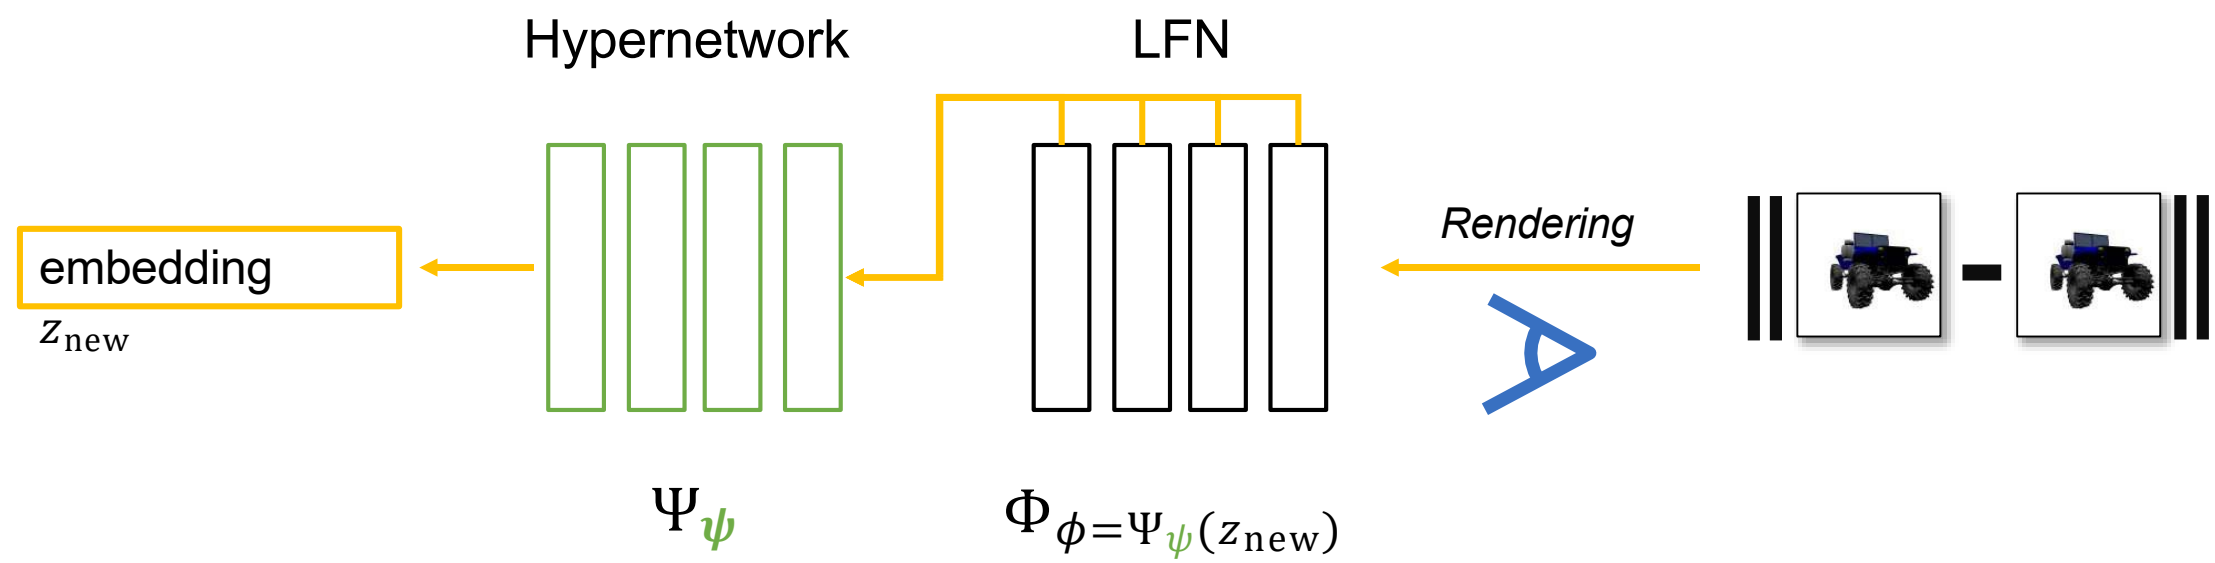 Hypernetwork
LFN
Rendering
embedding
z_new
Ψ_ψ
Φ_ϕ=Ψ_ψ(z_new)